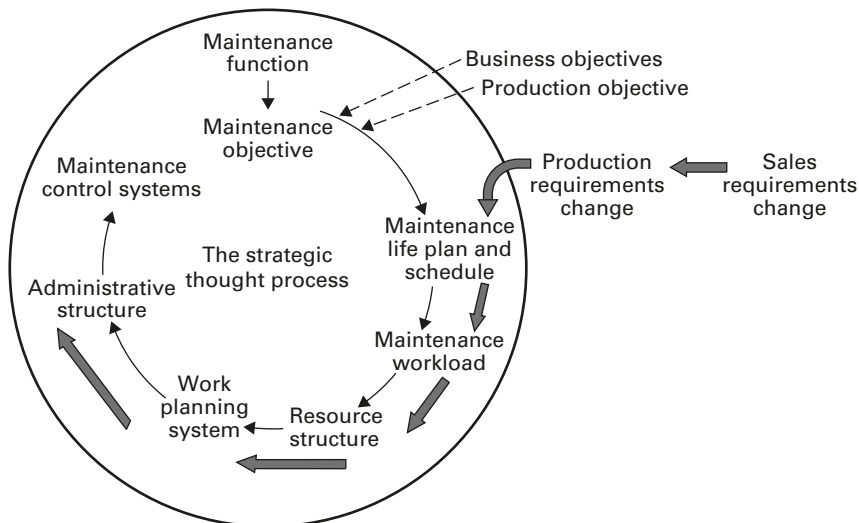 Maintenance
function
Business objectives
Production objective
Maintenance
objective
Maintenance
control systems
Production
requirements
change
Sales
requirements
change
Maintenance
life plan and
schedule
The strategic
thought process
Administrative
structure
Maintenance
workload
Work
planning
system
Resource
structure